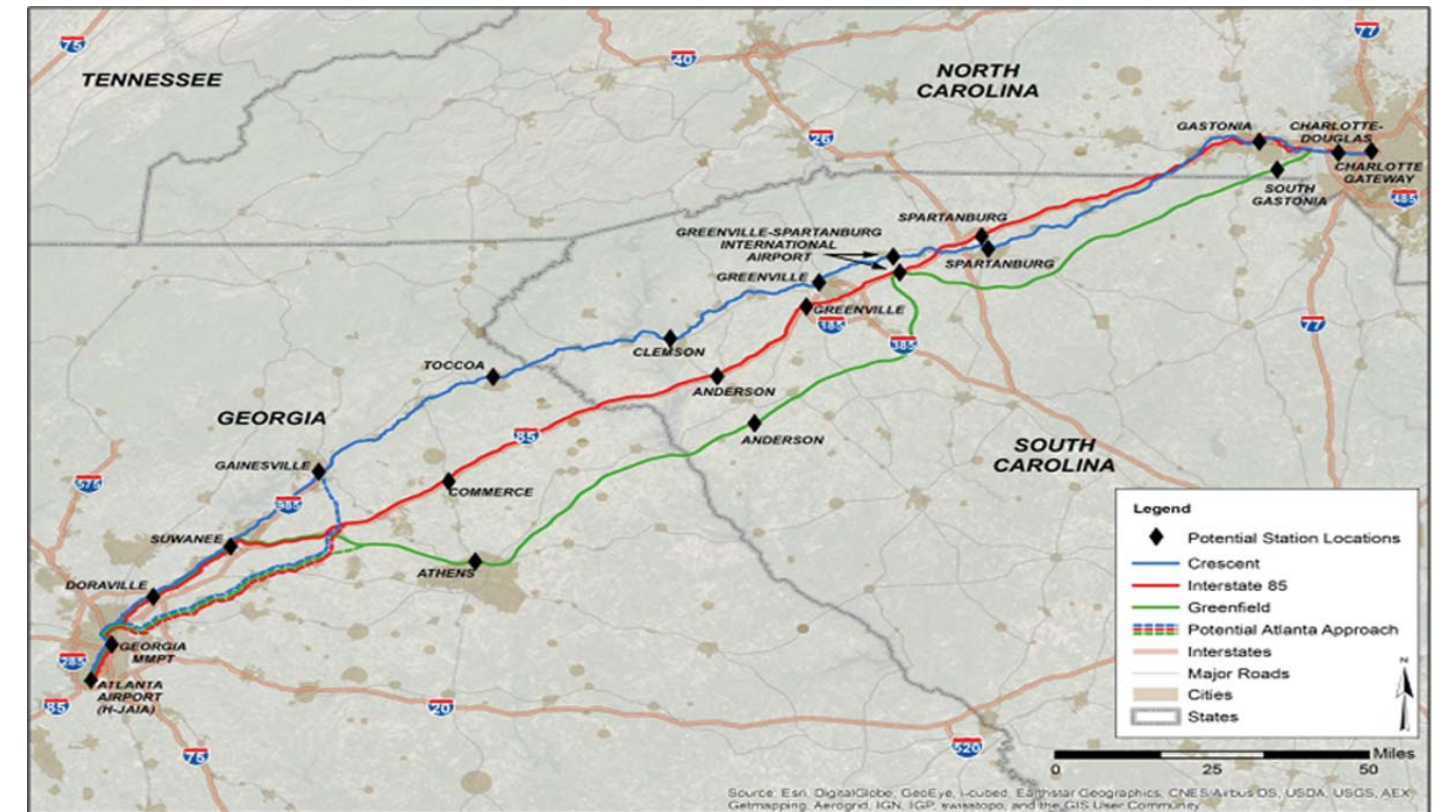 75
TENNESSEE
40
77
NORTH
CAROLINA
26
GASTONIA
CHARLOTTE-
DOUGLAS
CHARLOTTE
GATEWAY
SOUTH
GASTONIA
485
SPARTANBURG
GREENVILLE-SPARTANBURG
INTERNATIONAL
AIRPORT
SPARTANBURG
GREENVILLE
GREENVILLE
185
77
385
CLEMSON
TOCCOA
ANDERSON
GEORGIA
85
ANDERSON
SOUTH
CAROLINA
GAINESVILLE
575
COMMERCE
985
SUWANEE
ATHENS
DORAVILLE
GEORGIA
MMPT
285
ATLANTA
AIRPORT
(H-JAIA)
85
20
75
520
Legend
Potential Station Locations
Crescent
Interstate 85
Greenfield
Potential Atlanta Approach
Interstates
Major Roads
Cities
States
N
Miles
0 25 50
Source: Esri, DigitalGlobe, GeoEye, i-cubed, Earthstar Geographics, CNES/Airbus DS, USDA, USGS, AEX,
Getmapping, Aerogrid, IGN, IGP, swisstopo, and the GIS User Community